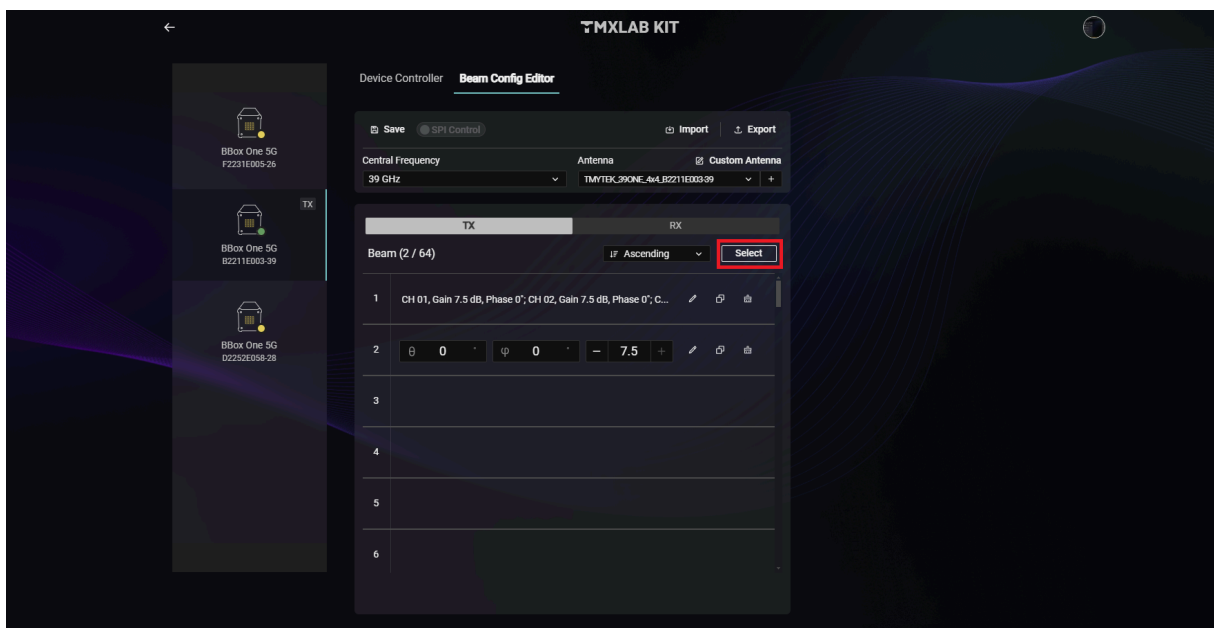 TMXLAB KIT
Device Controller Beam Config Editor
Save SPI Control Import Export
Central Frequency Antenna Custom Antenna
39 GHz TMYTEK_39ONE_4x4_B2211E003-39 +
BBox One 5G
F2231E005-26
TX
BBox One 5G
B2211E003-39
BBox One 5G
D2252E058-28
TX RX
Beam (2 / 64) Ascending Select
1 CH 01, Gain 7.5 dB, Phase 0°; CH 02, Gain 7.5 dB, Phase 0°; C...
2 θ 0 ° φ 0 ° − 7.5 +
3
4
5
6